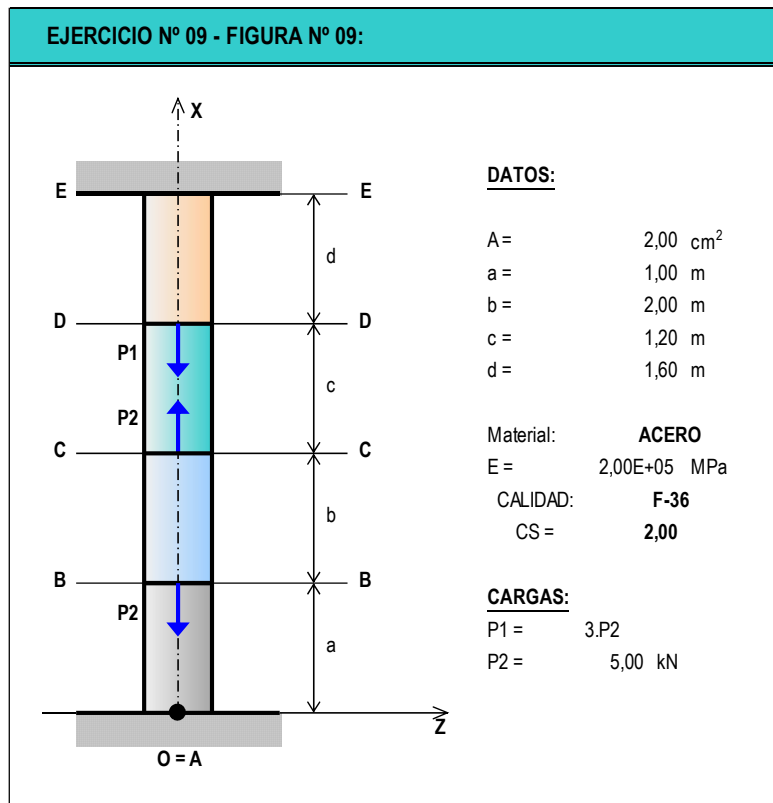 EJERCICIO Nº 09 - FIGURA Nº 09:
X
E E
d
D D
P1
c
P2
C C
b
B B
P2
a
Z
O = A
DATOS:
A = 2,00 cm²
a = 1,00 m
b = 2,00 m
c = 1,20 m
d = 1,60 m
Material: ACERO
E = 2,00E+05 MPa
CALIDAD: F-36
CS = 2,00
CARGAS:
P1 = 3.P2
P2 = 5,00 kN